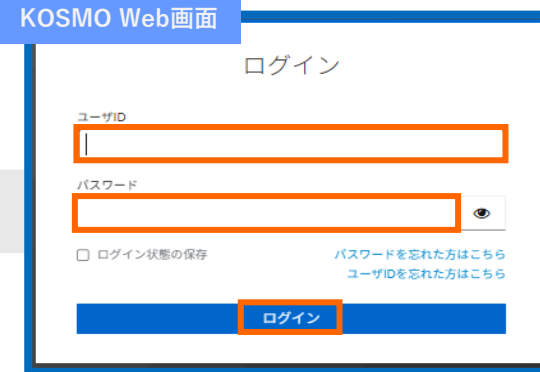 KOSMO Web画面
ログイン
ユーザID
パスワード
ログイン状態の保存
パスワードを忘れた方はこちら
ユーザIDを忘れた方はこちら
ログイン